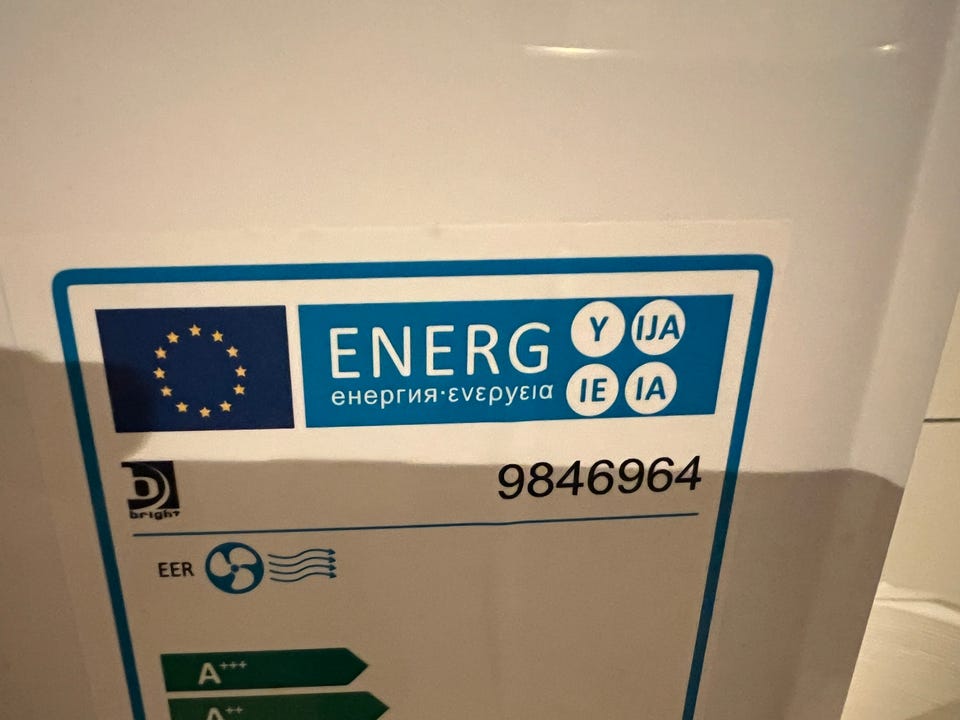 ENERG Y IJA
енергия·ενεργεια IE IA
bright
9846964
EER
A+++
A++